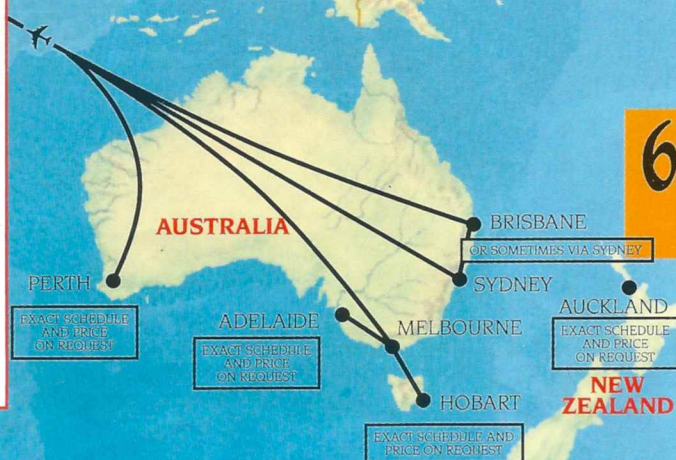 6
BRISBANE
AUSTRALIA
OR SOMETIMES VIA SYDNEY
PERTH
SYDNEY
EXACT SCHEDULE
AND PRICE
ON REQUEST
ADELAIDE
EXACT SCHEDULE
AND PRICE
ON REQUEST
MELBOURNE
AUCKLAND
EXACT SCHEDULE
AND PRICE
ON REQUEST
NEW
ZEALAND
HOBART
EXACT SCHEDULE AND
PRICE ON REQUEST